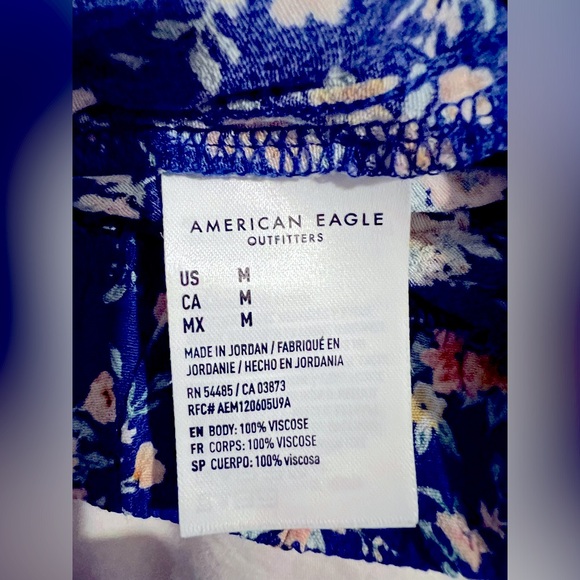 AMERICAN EAGLE
OUTFITTERS
US M
CA M
MX M
MADE IN JORDAN / FABRIQUÉ EN
JORDANIE / HECHO EN JORDANIA
RN 54485 / CA 03873
RFC# AEM120605U9A
EN BODY: 100% VISCOSE
FR CORPS: 100% VISCOSE
SP CUERPO: 100% viscosa